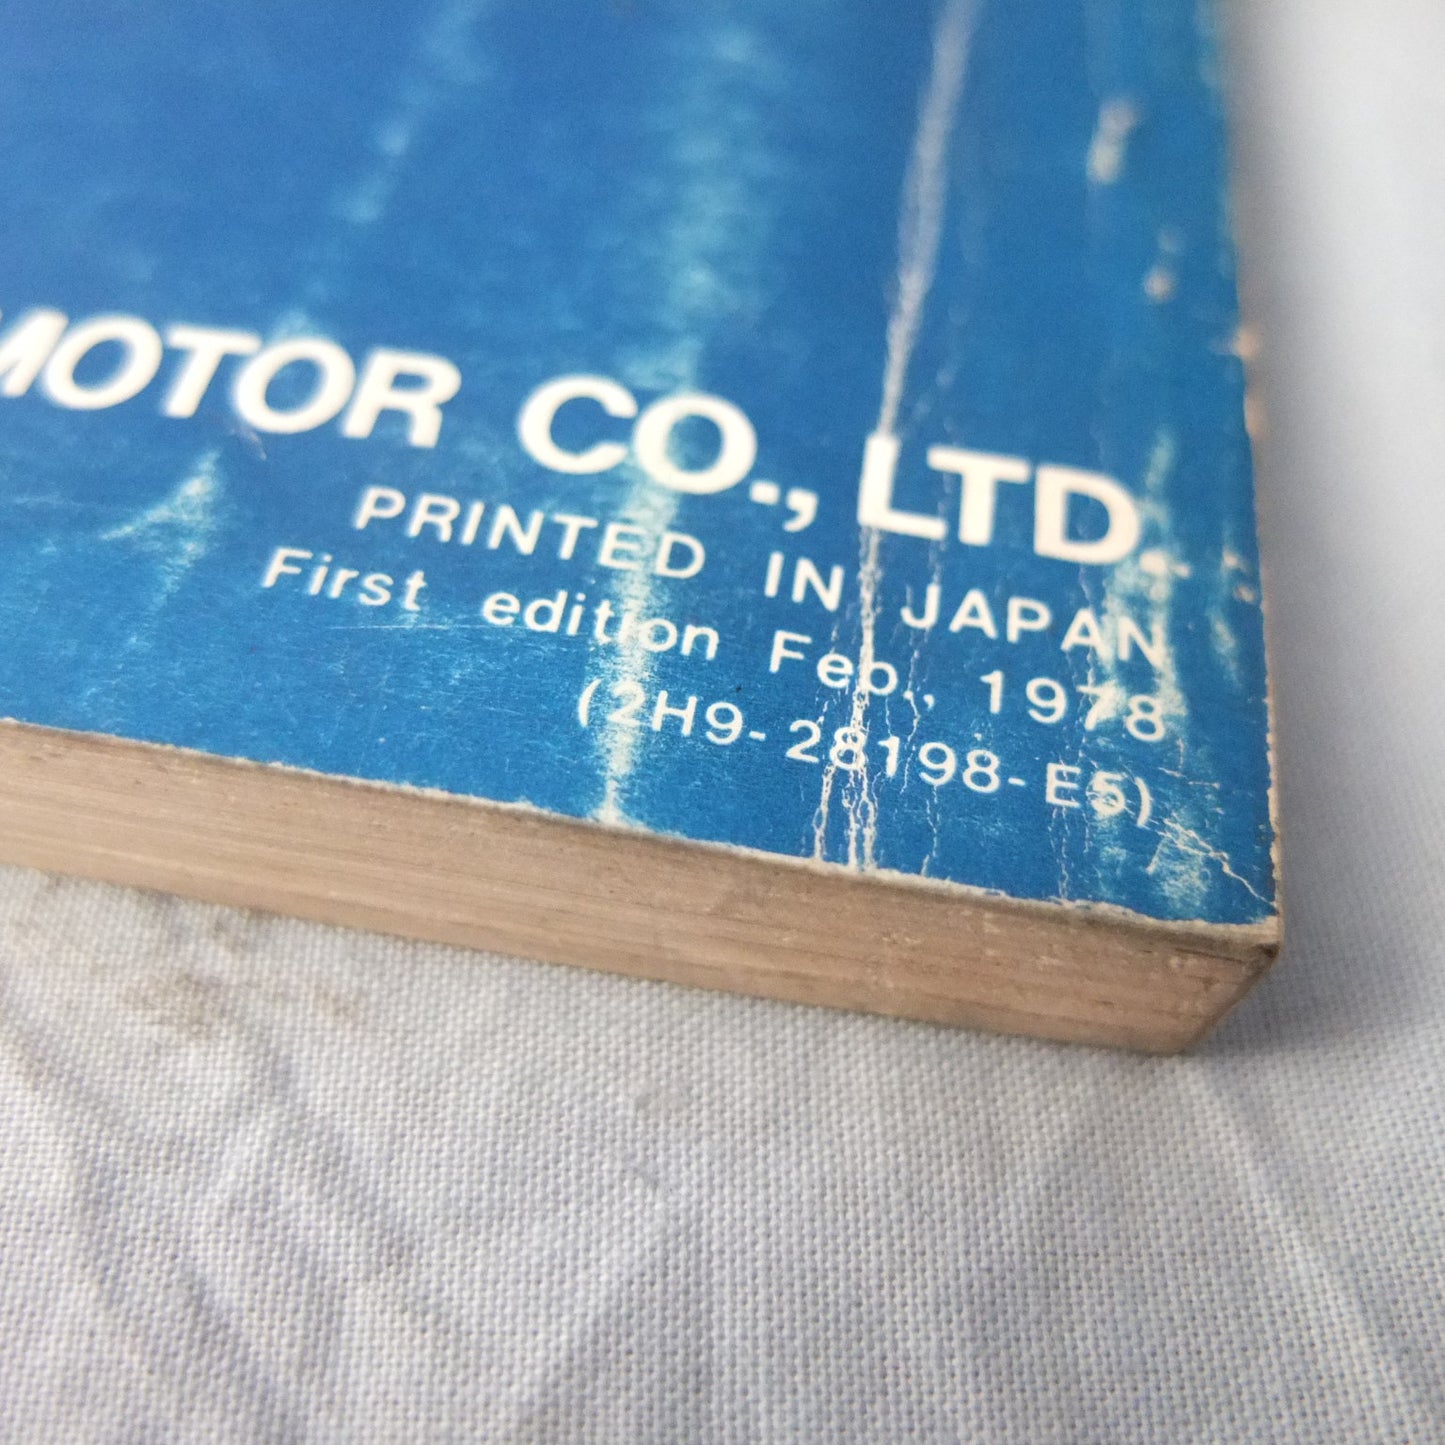 MOTOR CO., LTD.
PRINTED IN JAPAN
First edition Feb., 1978
(2H9-28198-E5)